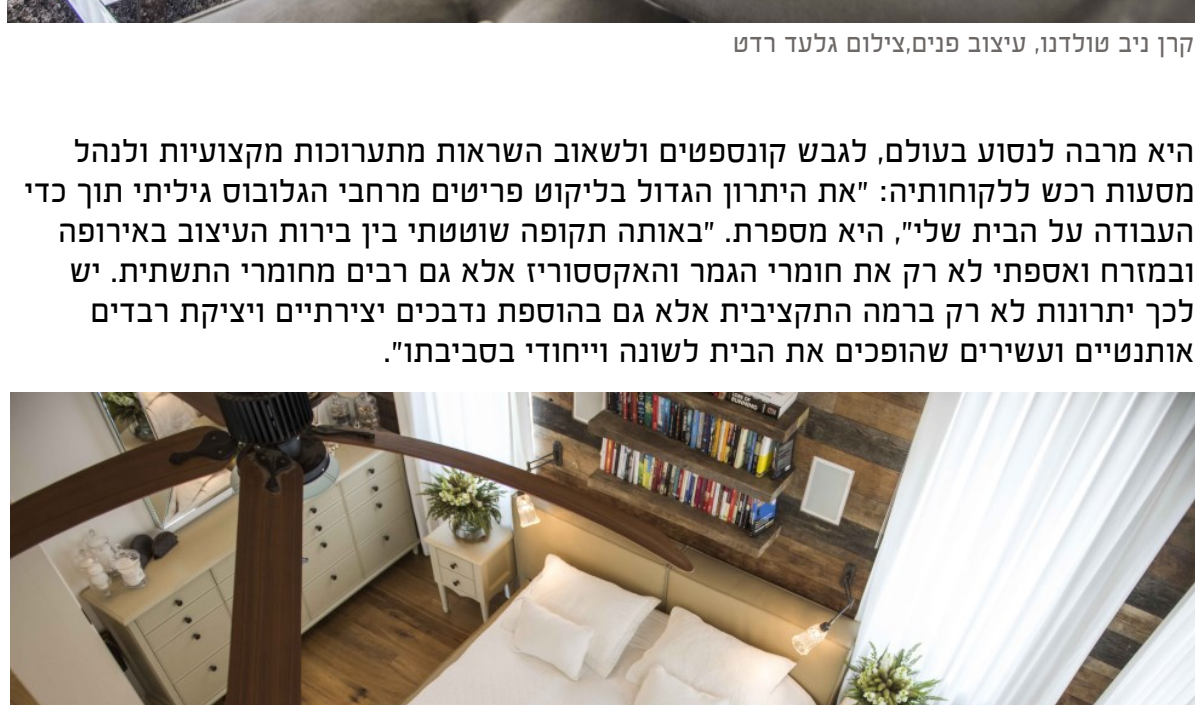 קרן ניב טולדנו, עיצוב פנים,צילום גלעד רדט
היא מרבה לנסוע בעולם, לגבש קונספטים ולשאוב השראות מתערוכות מקצועיות ולנהל
מסעות רכש ללקוחותיה: "את היתרון הגדול בליקוט פריטים מרחבי הגלובוס גיליתי תוך כדי
העבודה על הבית שלי", היא מספרת. "באותה תקופה שוטטתי בין בירות העיצוב באירופה
ובמזרח ואספתי לא רק את חומרי הגמר והאקססוריז אלא גם רבים מחומרי התשתית. יש
לכך יתרונות לא רק ברמה התקציבית אלא גם בהוספת נדבכים יצירתיים ויציקת רבדים
אותנטיים ועשירים שהופכים את הבית לשונה וייחודי בסביבתו".